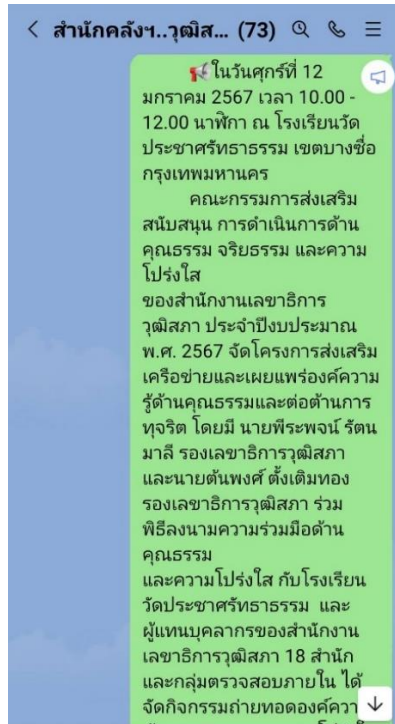 สำนักคลังฯ..วุฒิส... (73)
ในวันศุกร์ที่ 12
มกราคม 2567 เวลา 10.00 -
12.00 นาฬิกา ณ โรงเรียนวัด
ประชาศรัทธาธรรม เขตบางซื่อ
กรุงเทพมหานคร
คณะกรรมการส่งเสริม
สนับสนุน การดำเนินการด้าน
คุณธรรม จริยธรรม และความ
โปร่งใส
ของสำนักงานเลขาธิการ
วุฒิสภา ประจำปีงบประมาณ
พ.ศ. 2567 จัดโครงการส่งเสริม
เครือข่ายและเผยแพร่องค์ความ
รู้ด้านคุณธรรมและต่อต้านการ
ทุจริต โดยมี นายพีระพจน์ รัตน
มาลี รองเลขาธิการวุฒิสภา
และนายต้นพงศ์ ตั้งเติมทอง
รองเลขาธิการวุฒิสภา ร่วม
พิธีลงนามความร่วมมือด้าน
คุณธรรม
และความโปร่งใส กับโรงเรียน
วัดประชาศรัทธาธรรม และ
ผู้แทนบุคลากรของสำนักงาน
เลขาธิการวุฒิสภา 18 สำนัก
และกลุ่มตรวจสอบภายใน ได้
จัดกิจกรรมถ่ายทอดองค์ควา